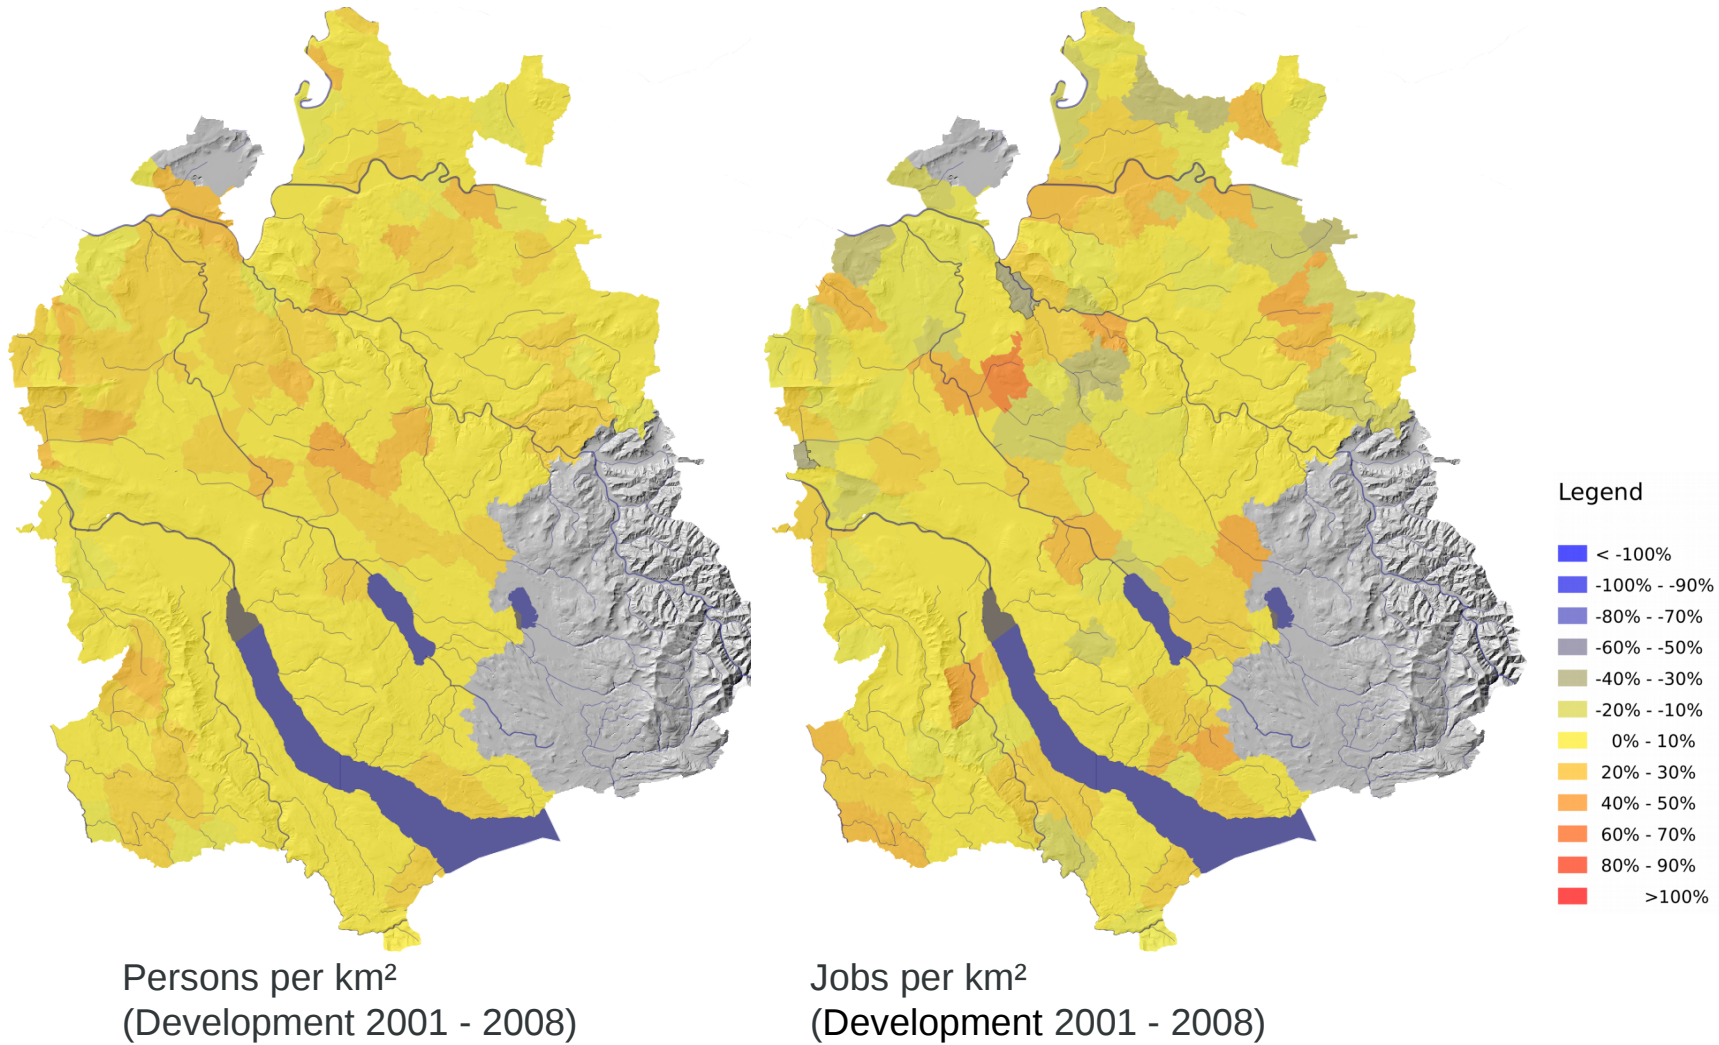 Legend
< -100%
-100% - -90%
-80% - -70%
-60% - -50%
-40% - -30%
-20% - -10%
0% - 10%
20% - 30%
40% - 50%
60% - 70%
80% - 90%
>100%
Persons per km²
(Development 2001 - 2008)
Jobs per km²
(Development 2001 - 2008)